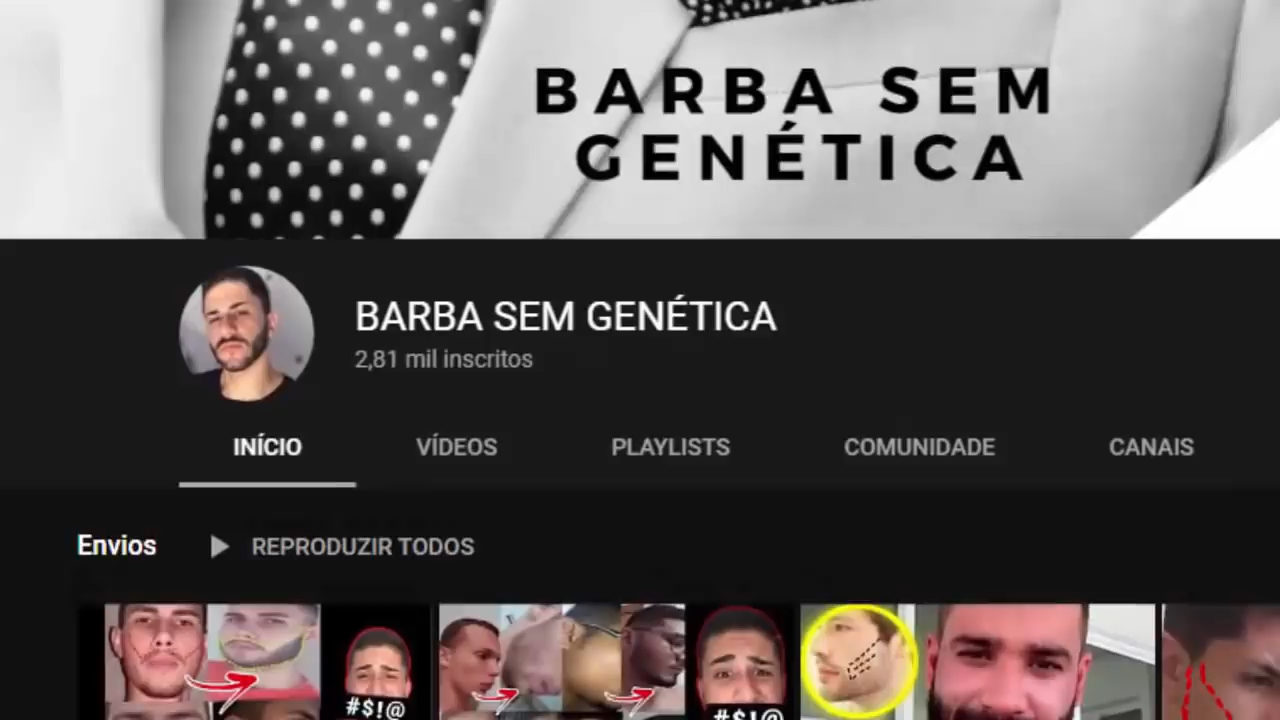 BARBA SEM
GENÉTICA
BARBA SEM GENÉTICA
2,81 mil inscritos
INÍCIO
VÍDEOS
PLAYLISTS
COMUNIDADE
CANAIS
Envios
REPRODUZIR TODOS
#$!@
#$!@